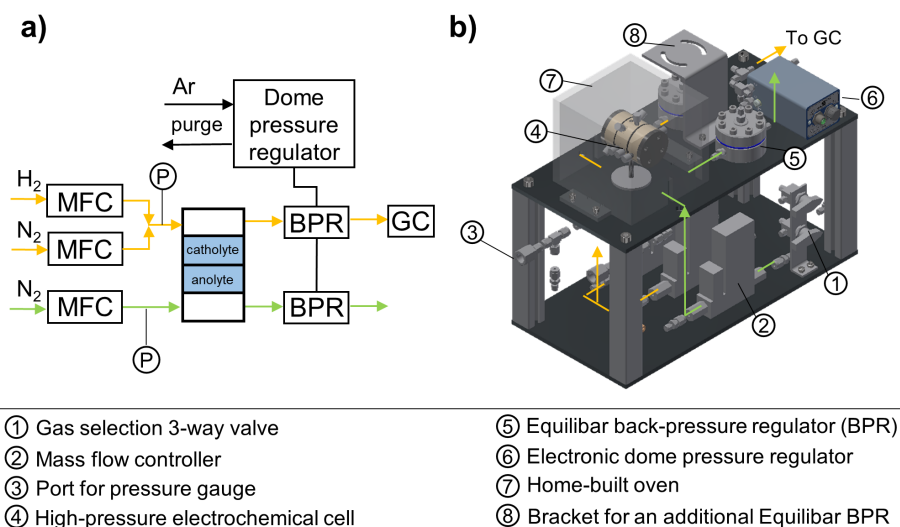 a)
Ar
purge
Dome
pressure
regulator
H2
MFC
P
BPR
GC
N2
MFC
catholyte
anolyte
N2
MFC
BPR
P
b)
8
To GC
7
6
4
5
3
1
2
1 Gas selection 3-way valve
2 Mass flow controller
3 Port for pressure gauge
4 High-pressure electrochemical cell
5 Equilibar back-pressure regulator (BPR)
6 Electronic dome pressure regulator
7 Home-built oven
8 Bracket for an additional Equilibar BPR